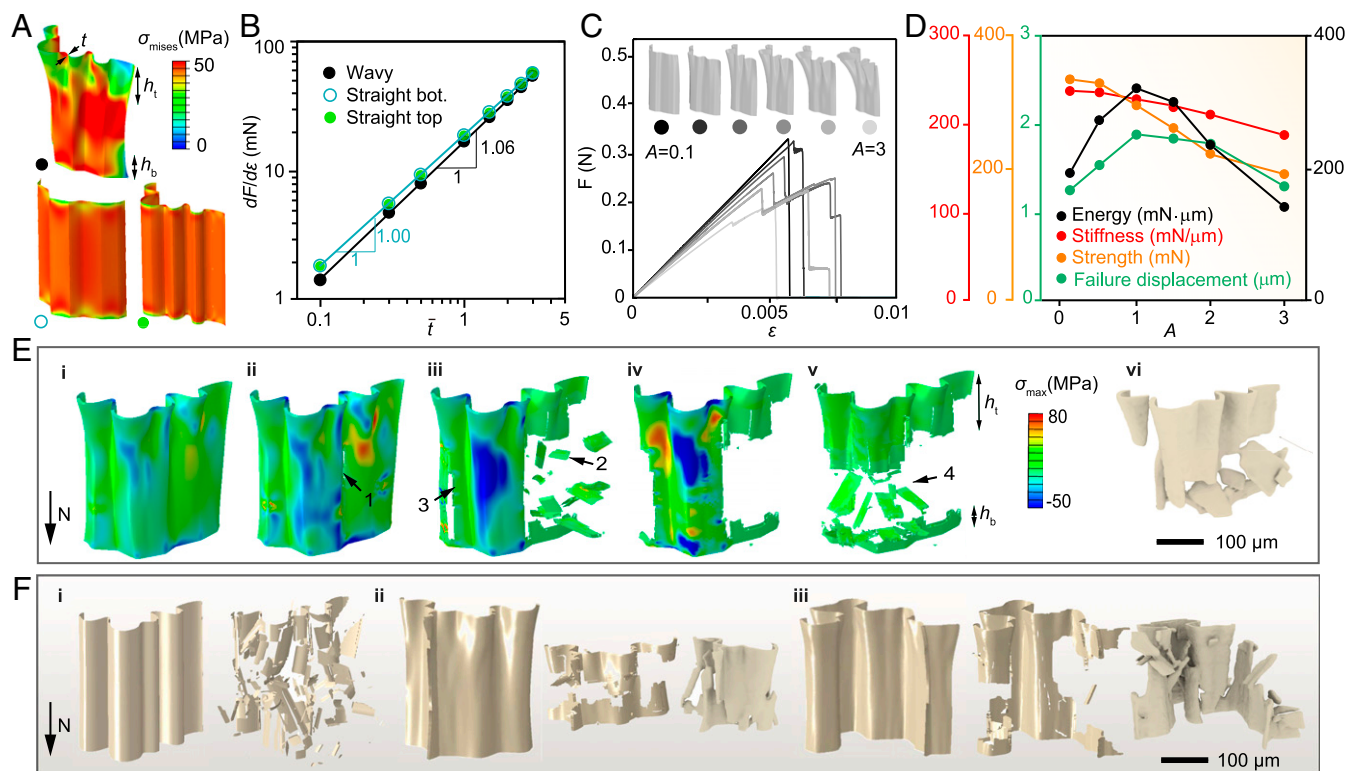 A
t
σmises(MPa)
50
0
ht
hb
B
dF/dε (mN)
100
10
1
0.1
1
5
t̄
Wavy
Straight bot.
Straight top
1.06
1
1.00
1
C
F (N)
0.5
0.4
0.3
0.2
0.1
0
0
0.005
0.01
ε
A=0.1
A=3
D
300
200
100
0
400
200
0
3
2
1
0
400
200
0
0
1
2
3
A
Energy (mN·µm)
Stiffness (mN/µm)
Strength (mN)
Failure displacement (µm)
E
i
ii
iii
iv
v
vi
N
1
2
3
4
ht
hb
σmax(MPa)
80
-50
100 µm
F
i
ii
iii
N
100 µm